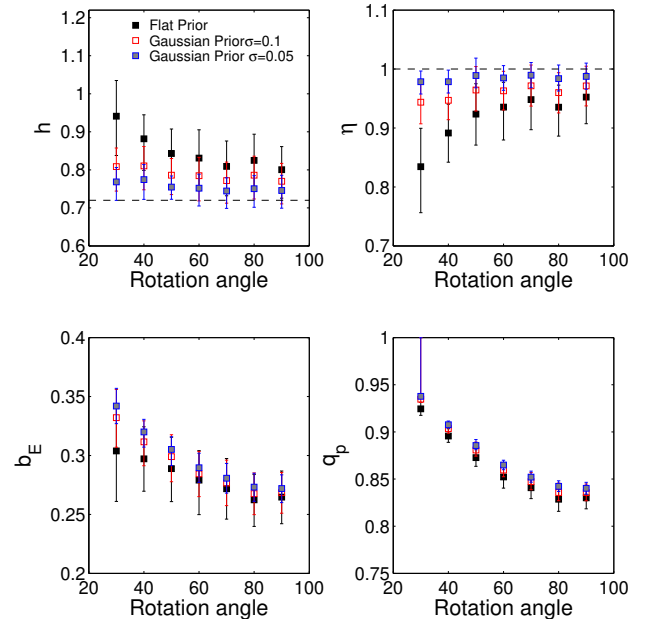 1.2
1.1
1
0.9
0.8
0.7
0.6
h
Flat Prior
Gaussian Priorσ=0.1
Gaussian Prior σ=0.05
20 40 60 80 100
Rotation angle
1.1
1
0.9
0.8
0.7
η
20 40 60 80 100
Rotation angle
0.4
0.35
0.3
0.25
0.2
b_E
20 40 60 80 100
Rotation angle
1
0.95
0.9
0.85
0.8
0.75
q_p
20 40 60 80 100
Rotation angle